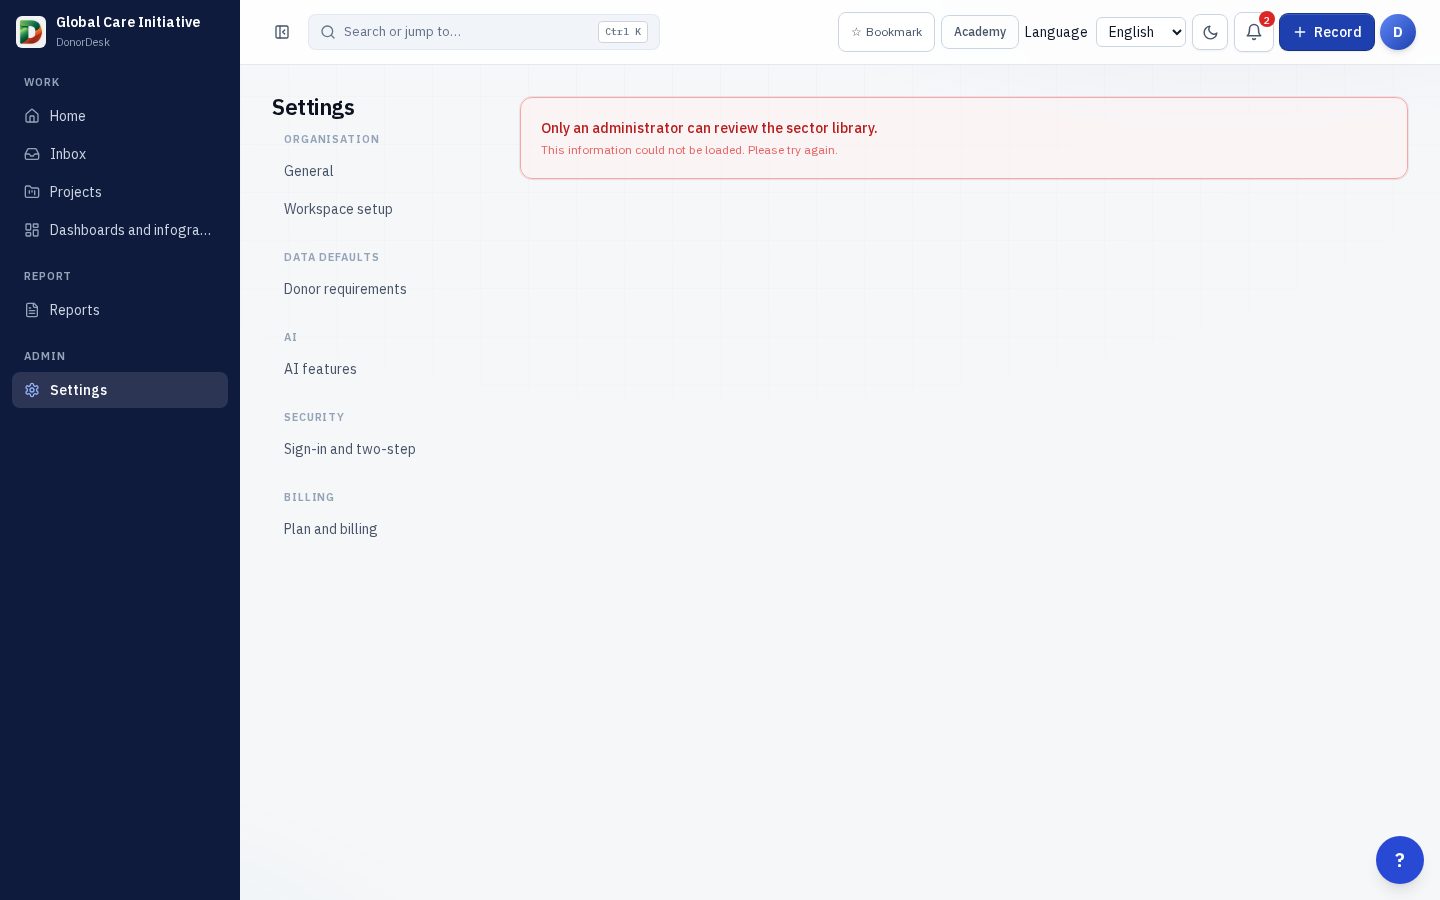 Global Care Initiative
DonorDesk
WORK
Home
Inbox
Projects
Dashboards and infogra…
REPORT
Reports
ADMIN
Settings
Search or jump to…
Ctrl K
☆ Bookmark
Academy
Language
English
2
+ Record
D
Settings
ORGANISATION
General
Workspace setup
DATA DEFAULTS
Donor requirements
AI
AI features
SECURITY
Sign-in and two-step
BILLING
Plan and billing
Only an administrator can review the sector library.
This information could not be loaded. Please try again.
?